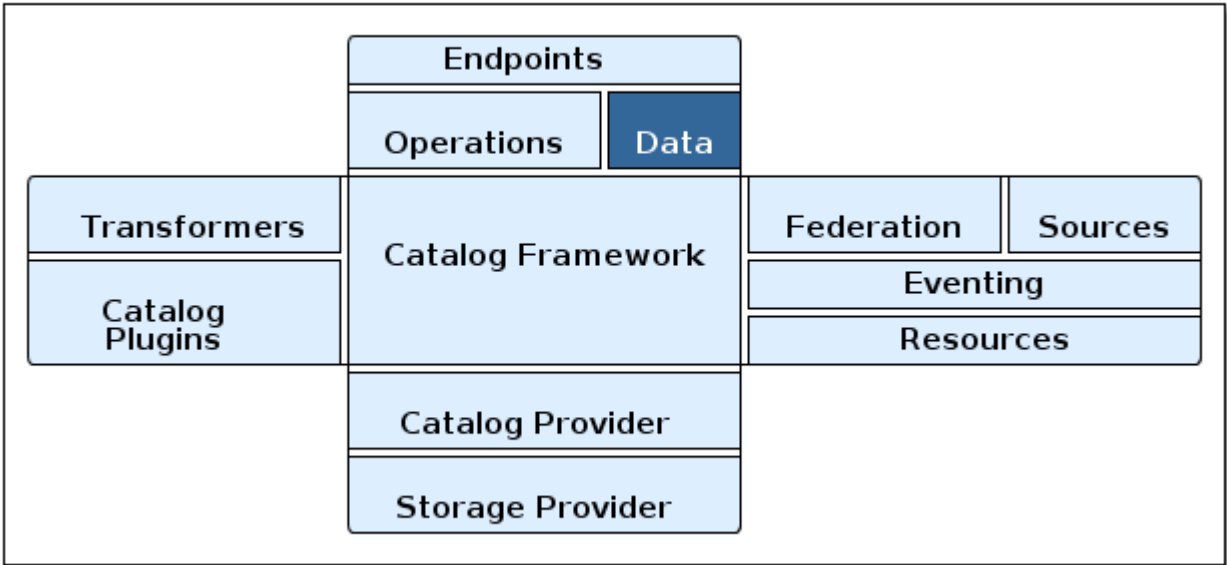 Endpoints
Operations
Data
Transformers
Catalog Framework
Federation
Sources
Catalog
Plugins
Eventing
Resources
Catalog Provider
Storage Provider